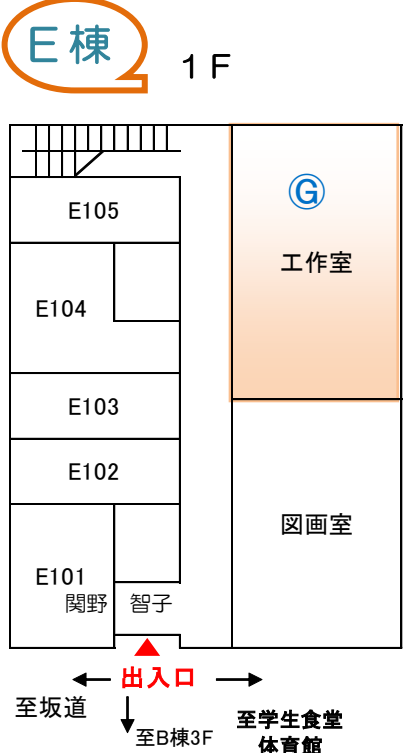 E棟
1F
E105
Ⓖ
工作室
E104
E103
E102
図画室
E101
関野 智子
出入口
至坂道
至B棟3F
至学生食堂
体育館